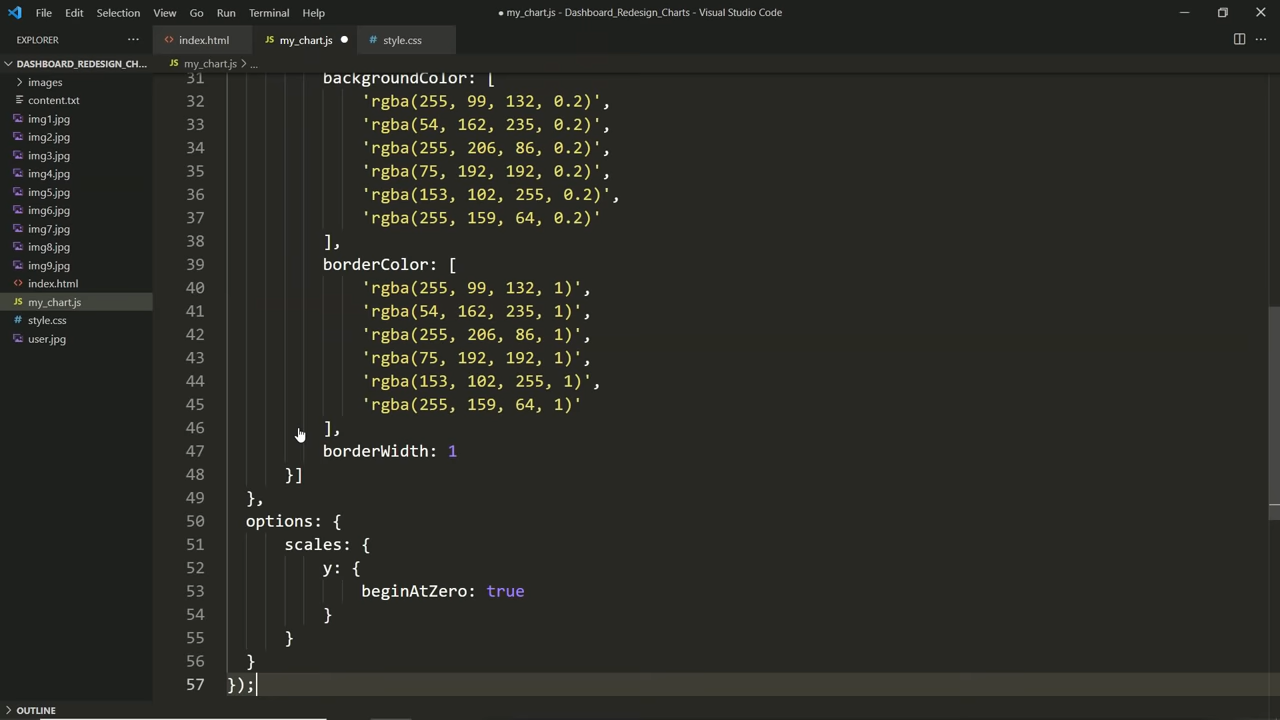 File Edit Selection View Go Run Terminal Help
● my_chart.js - Dashboard_Redesign_Charts - Visual Studio Code
EXPLORER
index.html
JS my_chart.js
style.css
DASHBOARD_REDESIGN_CH...
images
content.txt
img1.jpg
img2.jpg
img3.jpg
img4.jpg
img5.jpg
img6.jpg
img7.jpg
img8.jpg
img9.jpg
index.html
JS my_chart.js
style.css
user.jpg
OUTLINE
JS my_chart.js > ...
31 backgroundColor: [
32 'rgba(255, 99, 132, 0.2)',
33 'rgba(54, 162, 235, 0.2)',
34 'rgba(255, 206, 86, 0.2)',
35 'rgba(75, 192, 192, 0.2)',
36 'rgba(153, 102, 255, 0.2)',
37 'rgba(255, 159, 64, 0.2)'
38 ],
39 borderColor: [
40 'rgba(255, 99, 132, 1)',
41 'rgba(54, 162, 235, 1)',
42 'rgba(255, 206, 86, 1)',
43 'rgba(75, 192, 192, 1)',
44 'rgba(153, 102, 255, 1)',
45 'rgba(255, 159, 64, 1)'
46 ],
47 borderWidth: 1
48 }]
49 },
50 options: {
51 scales: {
52 y: {
53 beginAtZero: true
54 }
55 }
56 }
57 });